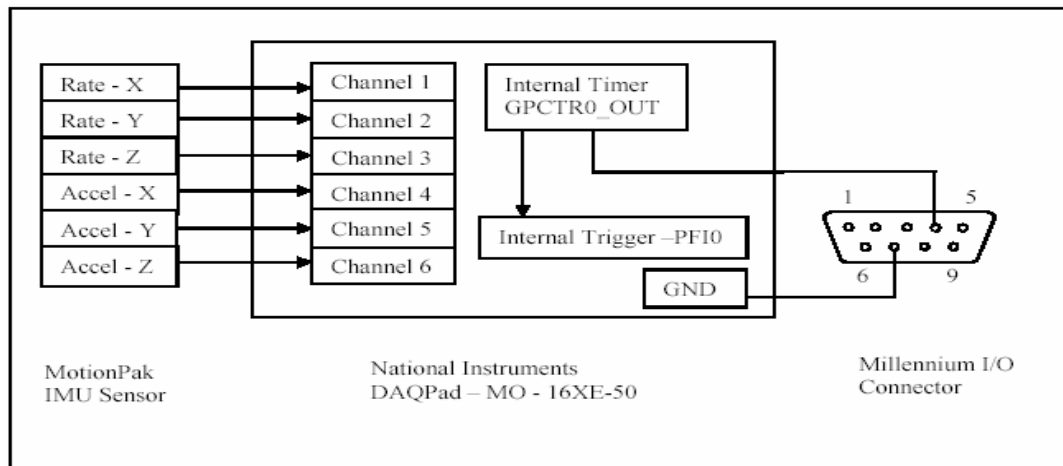 Rate - X
Rate - Y
Rate - Z
Accel - X
Accel - Y
Accel - Z
Channel 1
Channel 2
Channel 3
Channel 4
Channel 5
Channel 6
Internal Timer
GPCTR0_OUT
Internal Trigger –PFI0
GND
1
5
6
9
MotionPak
IMU Sensor
National Instruments
DAQPad – MO - 16XE-50
Millennium I/O
Connector